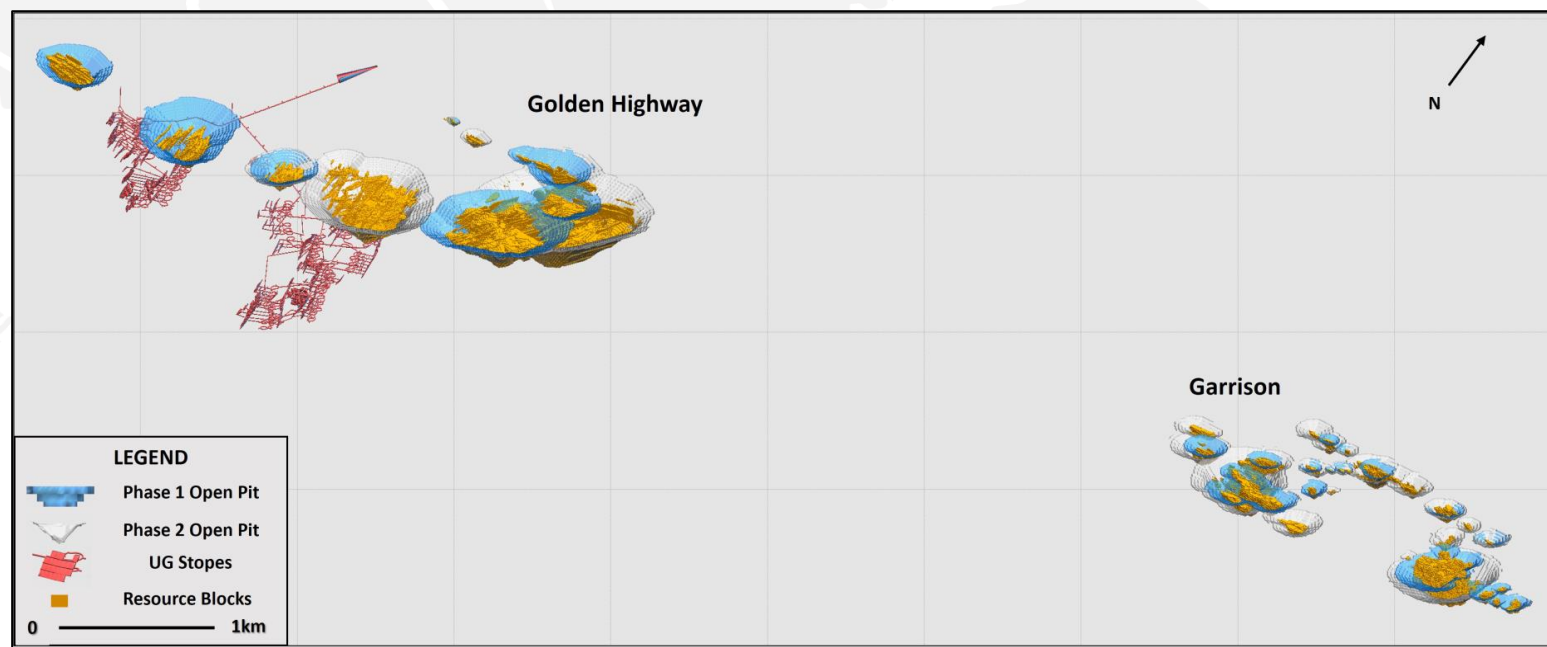 Golden Highway
N
Garrison
LEGEND
Phase 1 Open Pit
Phase 2 Open Pit
UG Stopes
Resource Blocks
0 1km